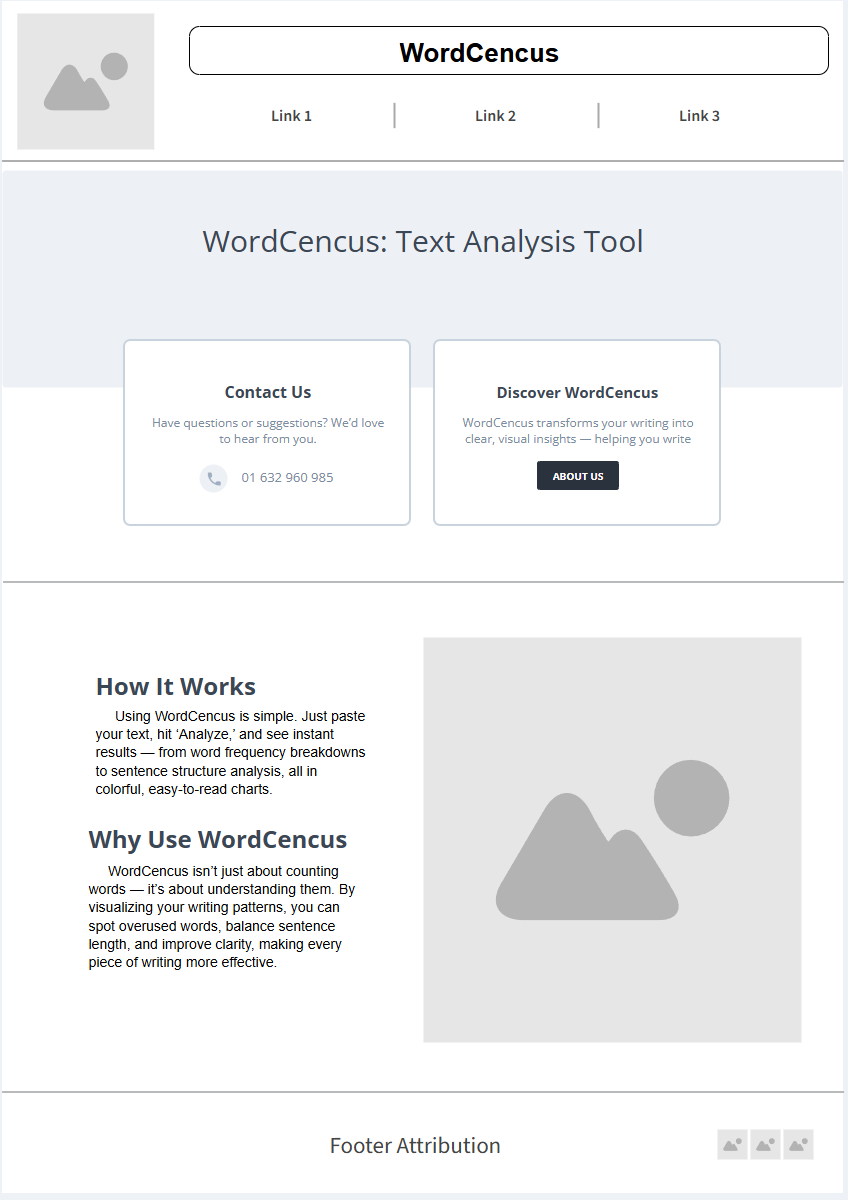 WordCencus
Link 1
Link 2
Link 3
WordCencus: Text Analysis Tool
Contact Us
Have questions or suggestions? We’d love
to hear from you.
01 632 960 985
Discover WordCencus
WordCencus transforms your writing into
clear, visual insights — helping you write
ABOUT US
How It Works
Using WordCencus is simple. Just paste
your text, hit ‘Analyze,’ and see instant
results — from word frequency breakdowns
to sentence structure analysis, all in
colorful, easy-to-read charts.
Why Use WordCencus
WordCencus isn’t just about counting
words — it’s about understanding them. By
visualizing your writing patterns, you can
spot overused words, balance sentence
length, and improve clarity, making every
piece of writing more effective.
Footer Attribution